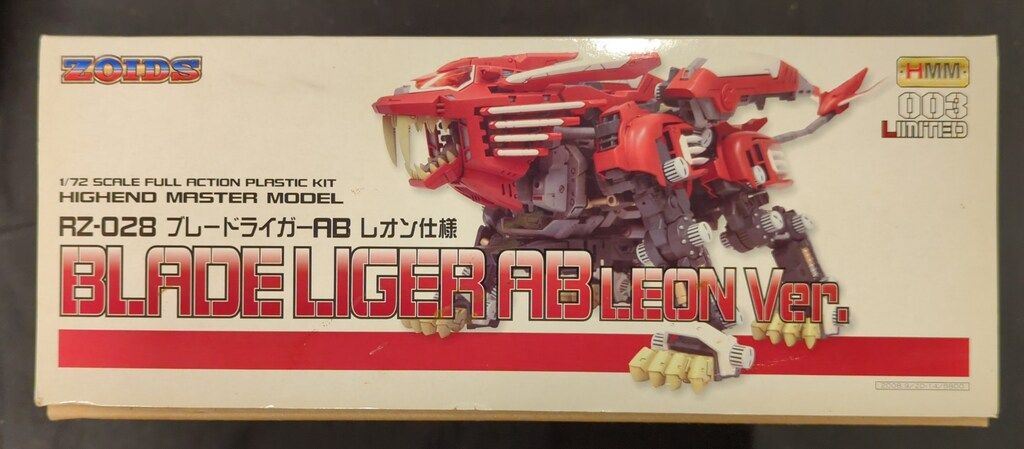 ZOIDS
HMM
003
LIMITED
1/72 SCALE FULL ACTION PLASTIC KIT
HIGHEND MASTER MODEL
RZ-028 ブレードライガーAB レオン仕様
BLADE LIGER AB LEON Ver.